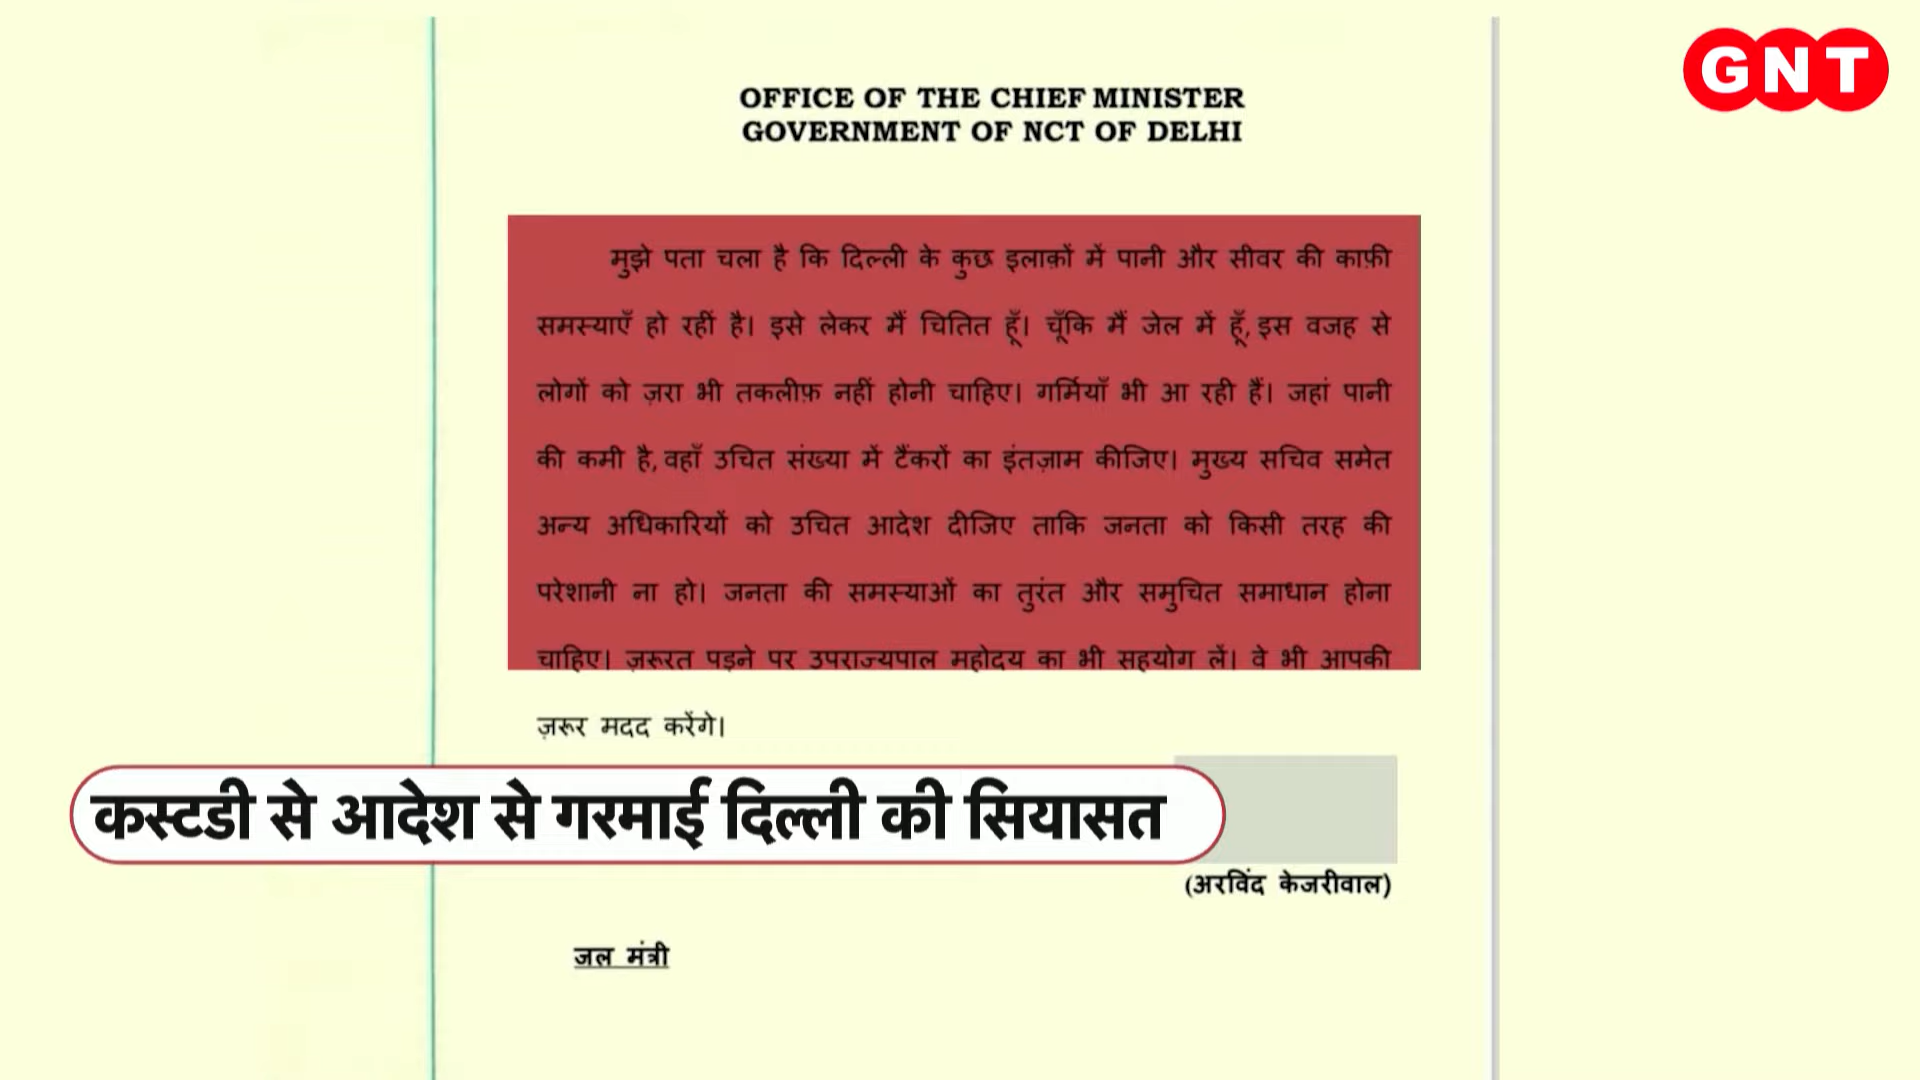 GNT
OFFICE OF THE CHIEF MINISTER
GOVERNMENT OF NCT OF DELHI
मुझे पता चला है कि दिल्ली के कुछ इलाक़ों में पानी और सीवर की काफ़ी
समस्याएँ हो रहीं है। इसे लेकर मैं चिंतित हूँ। चूँकि मैं जेल में हूँ, इस वजह से
लोगों को ज़रा भी तकलीफ़ नहीं होनी चाहिए। गर्मियाँ भी आ रही हैं। जहां पानी
की कमी है, वहाँ उचित संख्या में टैंकरों का इंतज़ाम कीजिए। मुख्य सचिव समेत
अन्य अधिकारियों को उचित आदेश दीजिए ताकि जनता को किसी तरह की
परेशानी ना हो। जनता की समस्याओं का तुरंत और समुचित समाधान होना
चाहिए। ज़रूरत पड़ने पर उपराज्यपाल महोदय का भी सहयोग लें। वे भी आपकी
ज़रूर मदद करेंगे।
कस्टडी से आदेश से गरमाई दिल्ली की सियासत
(अरविंद केजरीवाल)
जल मंत्री